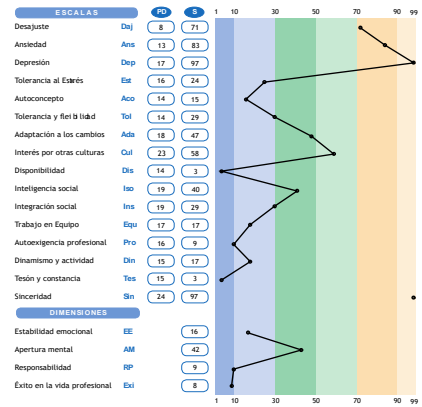 ESCALAS PD S 1 10 30 50 70 90 99
Desajuste Daj 8 71
Ansiedad Ans 13 83
Depresión Dep 17 97
Tolerancia al Estrés Est 16 24
Autoconcepto Aco 14 15
Tolerancia y flexibilidad Tol 14 29
Adaptación a los cambios Ada 18 47
Interés por otras culturas Cul 23 58
Disponibilidad Dis 14 3
Inteligencia social Iso 19 40
Integración social Ins 19 29
Trabajo en Equipo Equ 17 17
Autoexigencia profesional Pro 16 9
Dinamismo y actividad Din 15 17
Tesón y constancia Tes 15 3
Sinceridad Sin 24 97
DIMENSIONES
Estabilidad emocional EE 16
Apertura mental AM 42
Responsabilidad RP 9
Éxito en la vida profesional Exi 8
1 10 30 50 70 90 99